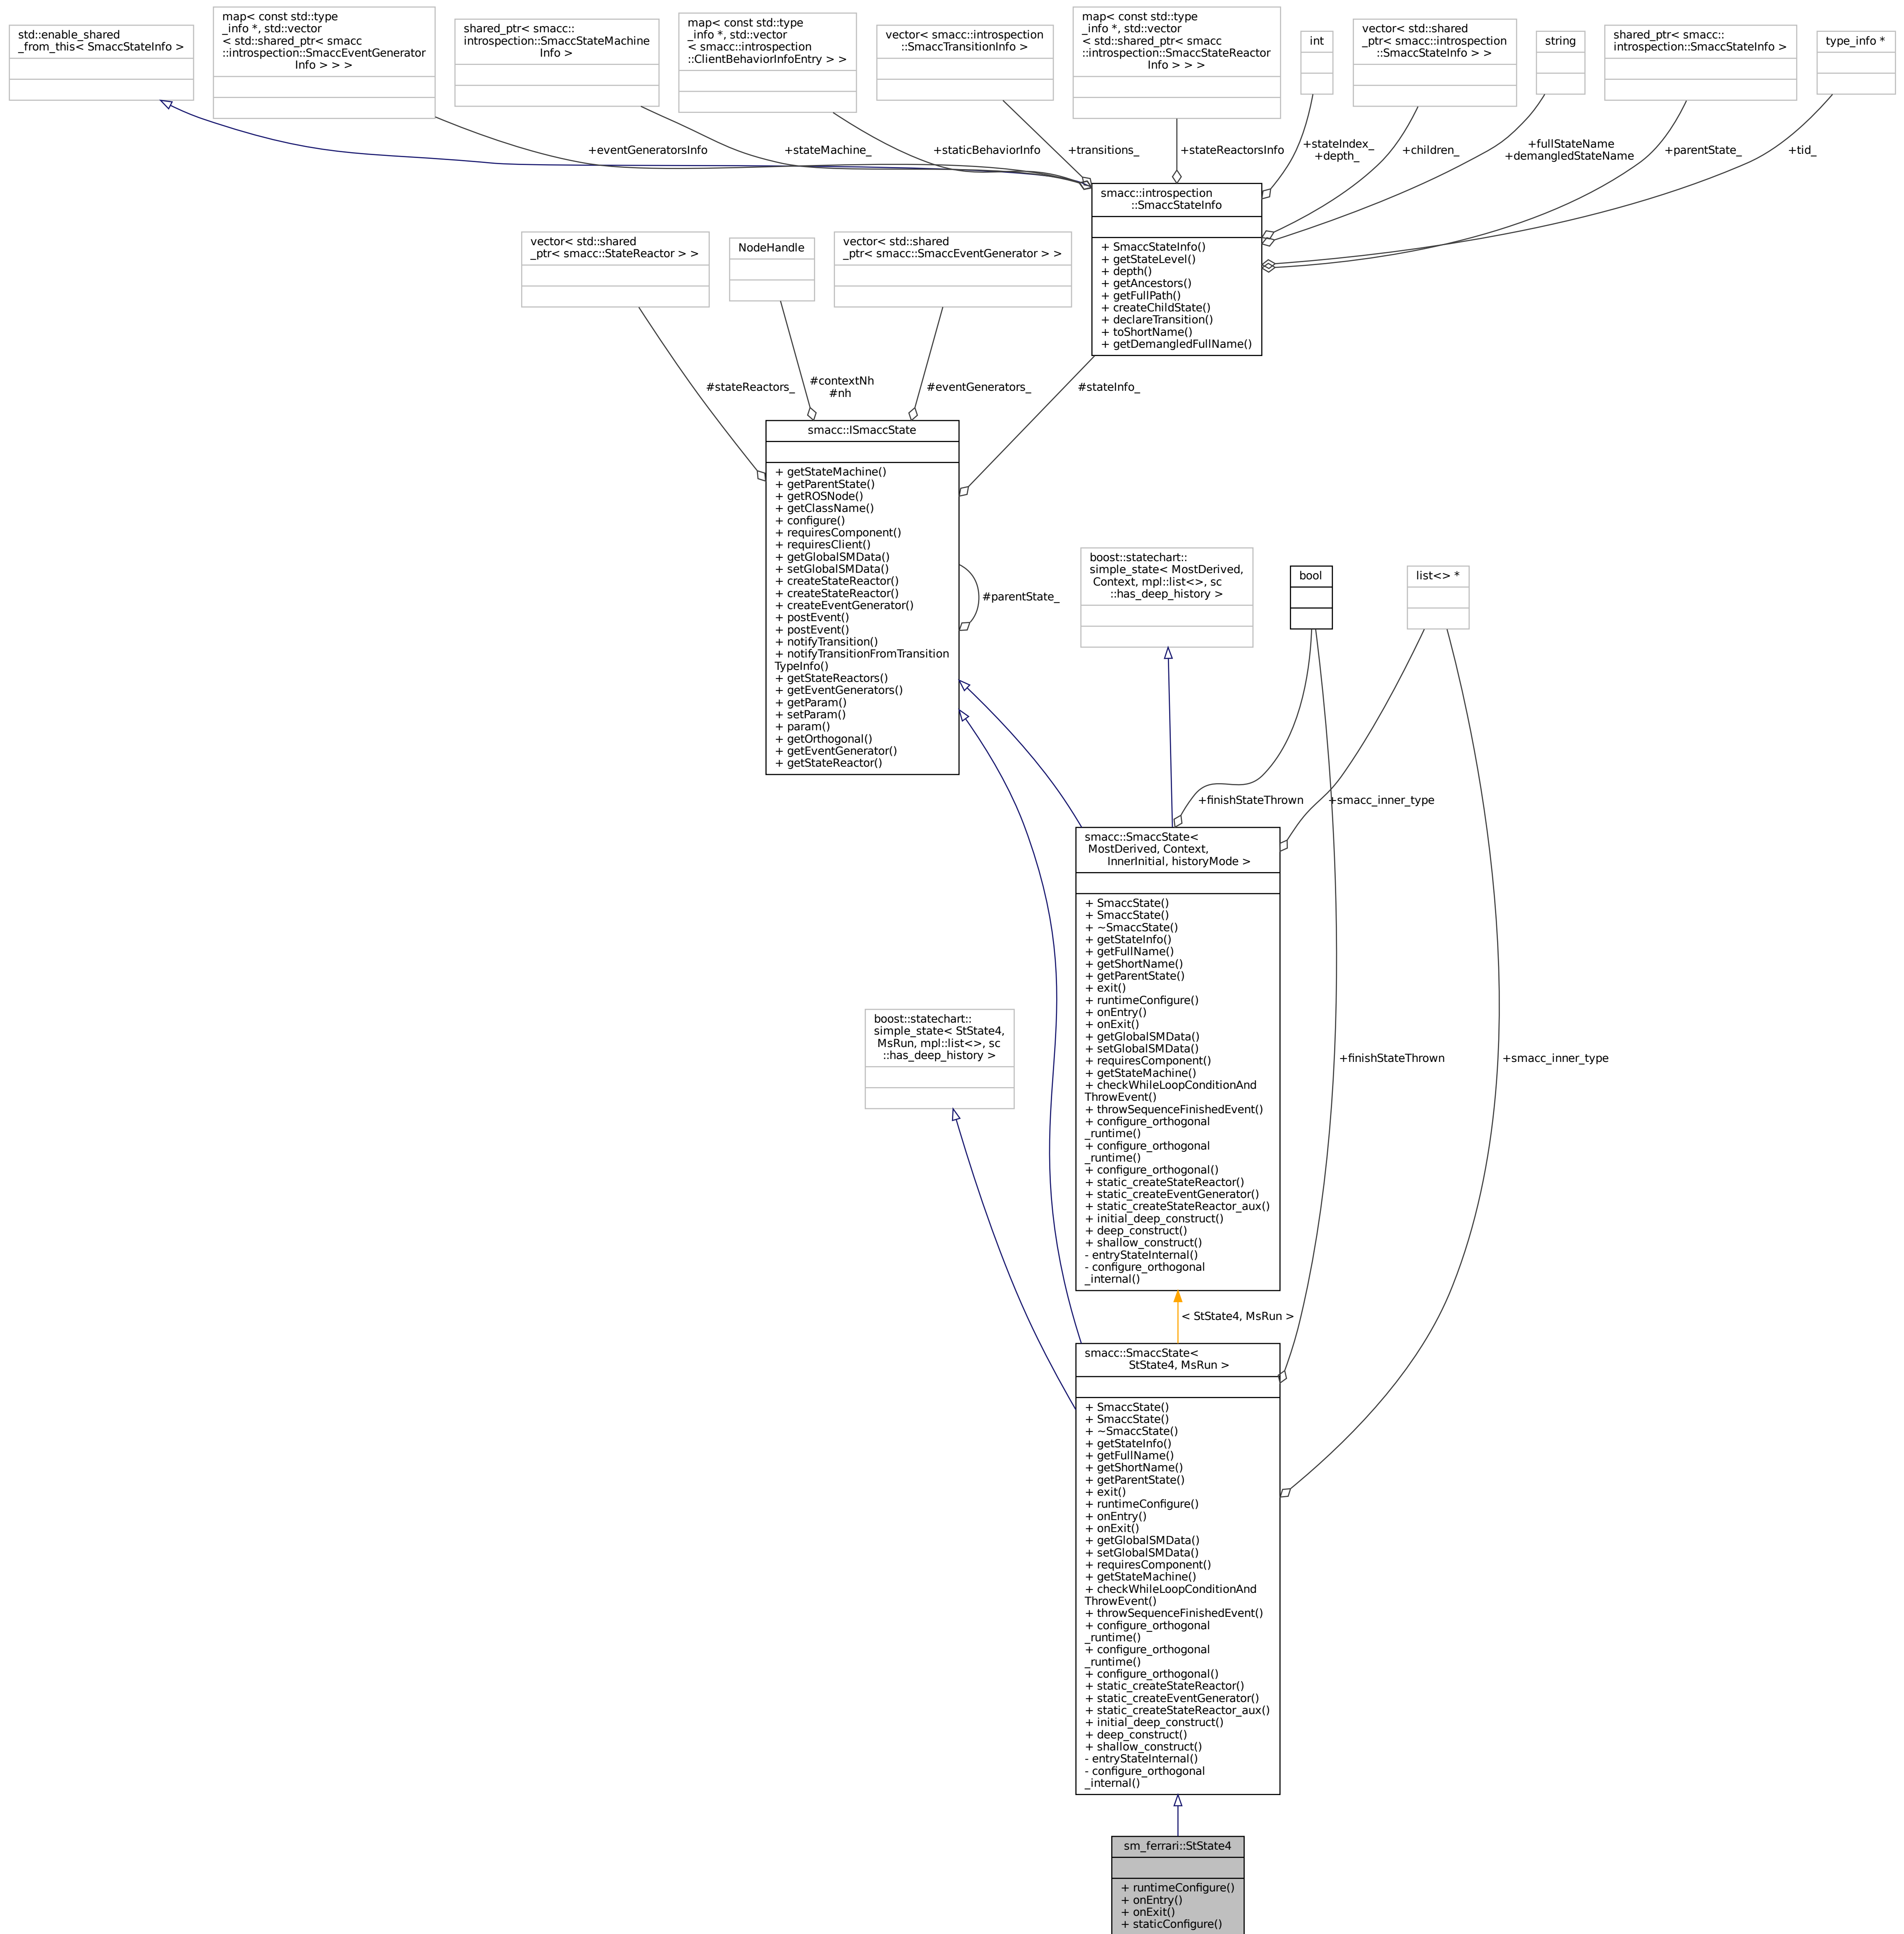 std::enable_shared
_from_this< SmaccStateInfo >
map< const std::type
_info *, std::vector
< std::shared_ptr< smacc
::introspection::SmaccEventGenerator
Info > > >
shared_ptr< smacc::
introspection::SmaccStateMachine
Info >
map< const std::type
_info *, std::vector
< smacc::introspection
::ClientBehaviorInfoEntry > >
vector< smacc::introspection
::SmaccTransitionInfo >
map< const std::type
_info *, std::vector
< std::shared_ptr< smacc
::introspection::SmaccStateReactor
Info > > >
int
vector< std::shared
_ptr< smacc::introspection
::SmaccStateInfo > >
string
shared_ptr< smacc::
introspection::SmaccStateInfo >
type_info *
+eventGeneratorsInfo
+stateMachine_
+staticBehaviorInfo
+transitions_
+stateReactorsInfo
+stateIndex_
+depth_
+children_
+fullStateName
+demangledStateName
+parentState_
+tid_
smacc::introspection
::SmaccStateInfo
+ SmaccStateInfo()
+ getStateLevel()
+ depth()
+ getAncestors()
+ getFullPath()
+ createChildState()
+ declareTransition()
+ toShortName()
+ getDemangledFullName()
vector< std::shared
_ptr< smacc::StateReactor > >
NodeHandle
vector< std::shared
_ptr< smacc::SmaccEventGenerator > >
#stateReactors_
#contextNh
#nh
#eventGenerators_
#stateInfo_
smacc::ISmaccState
+ getStateMachine()
+ getParentState()
+ getROSNode()
+ getClassName()
+ configure()
+ requiresComponent()
+ requiresClient()
+ getGlobalSMData()
+ setGlobalSMData()
+ createStateReactor()
+ createStateReactor()
+ createEventGenerator()
+ postEvent()
+ postEvent()
+ notifyTransition()
+ notifyTransitionFromTransition
TypeInfo()
+ getStateReactors()
+ getEventGenerators()
+ getParam()
+ setParam()
+ param()
+ getOrthogonal()
+ getEventGenerator()
+ getStateReactor()
#parentState_
boost::statechart::
simple_state< MostDerived,
Context, mpl::list<>, sc
::has_deep_history >
bool
list<> *
+finishStateThrown
+smacc_inner_type
smacc::SmaccState<
MostDerived, Context,
InnerInitial, historyMode >
+ SmaccState()
+ SmaccState()
+ ~SmaccState()
+ getStateInfo()
+ getFullName()
+ getShortName()
+ getParentState()
+ exit()
+ runtimeConfigure()
+ onEntry()
+ onExit()
+ getGlobalSMData()
+ setGlobalSMData()
+ requiresComponent()
+ getStateMachine()
+ checkWhileLoopConditionAnd
ThrowEvent()
+ throwSequenceFinishedEvent()
+ configure_orthogonal
_runtime()
+ configure_orthogonal
_runtime()
+ configure_orthogonal()
+ static_createStateReactor()
+ static_createEventGenerator()
+ static_createStateReactor_aux()
+ initial_deep_construct()
+ deep_construct()
+ shallow_construct()
- entryStateInternal()
- configure_orthogonal
_internal()
boost::statechart::
simple_state< StState4,
MsRun, mpl::list<>, sc
::has_deep_history >
+finishStateThrown
+smacc_inner_type
< StState4, MsRun >
smacc::SmaccState<
StState4, MsRun >
+ SmaccState()
+ SmaccState()
+ ~SmaccState()
+ getStateInfo()
+ getFullName()
+ getShortName()
+ getParentState()
+ exit()
+ runtimeConfigure()
+ onEntry()
+ onExit()
+ getGlobalSMData()
+ setGlobalSMData()
+ requiresComponent()
+ getStateMachine()
+ checkWhileLoopConditionAnd
ThrowEvent()
+ throwSequenceFinishedEvent()
+ configure_orthogonal
_runtime()
+ configure_orthogonal
_runtime()
+ configure_orthogonal()
+ static_createStateReactor()
+ static_createEventGenerator()
+ static_createStateReactor_aux()
+ initial_deep_construct()
+ deep_construct()
+ shallow_construct()
- entryStateInternal()
- configure_orthogonal
_internal()
sm_ferrari::StState4
+ runtimeConfigure()
+ onEntry()
+ onExit()
+ staticConfigure()